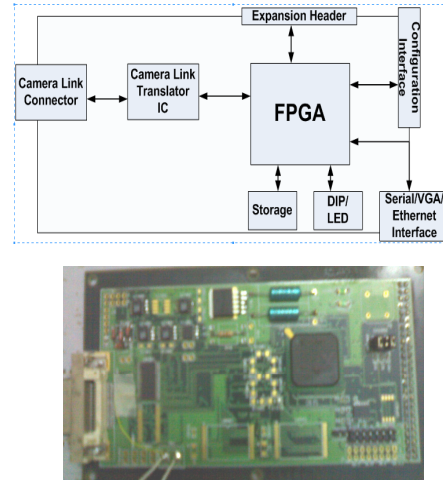 Expansion Header
Configuration
Interface
Camera Link
Connector
Camera Link
Translator
IC
FPGA
Storage
DIP/
LED
Serial/VGA/
Ethernet
Interface